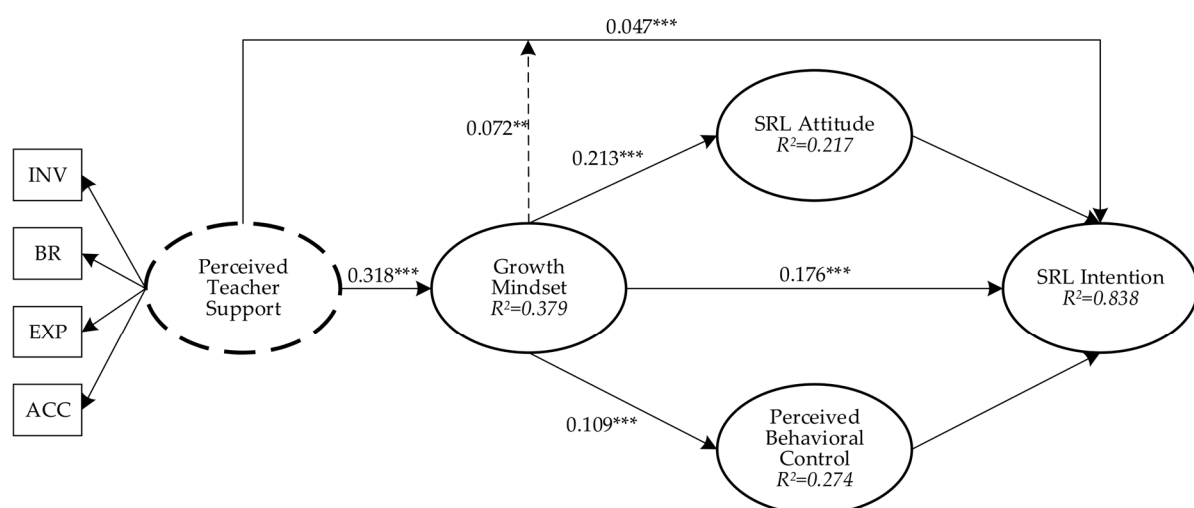 0.047***
0.072**
SRL Attitude
R²=0.217
0.213***
INV
BR
EXP
ACC
Perceived
Teacher
Support
0.318***
Growth
Mindset
R²=0.379
0.176***
SRL Intention
R²=0.838
0.109***
Perceived
Behavioral
Control
R²=0.274